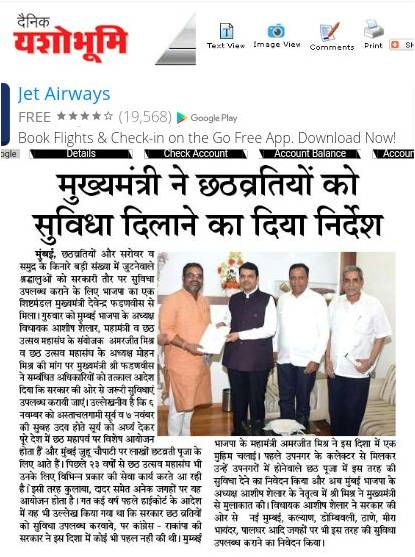 दैनिक
यशोभूमि
Text View
Image View
Comments
Print
Sh
Jet Airways
FREE ★★★★☆ (19,568) Google Play
Book Flights & Check-in on the Go Free App. Download Now!
ogle Details Check Account Account Balance Accoun
मुख्यमंत्री ने छठव्रतियों को
सुविधा दिलाने का दिया निर्देश
मुंबई, छठव्रतियों और सरोवर व
समुद्र के किनारे बड़ी संख्या में जुटनेवाले
श्रद्धालुओं को सरकारी तौर पर सुविधा
उपलब्ध कराने के लिए भाजपा का एक
शिष्टमंडल मुख्यमंत्री देवेन्द्र फडणवीस से
मिला। गुरुवार को मुम्बई भाजपा के अध्यक्ष
विधायक आशीष शेलार, महामंत्री व छठ
उत्सव महासंघ के संयोजक अमरजीत मिश्र
व छठ उत्सव महासंघ के अध्यक्ष मोहन
मिश्र की मांग पर मुख्यमंत्री श्री फडणवीस
ने सम्बंधित अधिकारियों को तत्काल आदेश
दिया कि सरकार की ओर से जरूरी सुविधाएं
उपलब्ध करायी जाएं। उल्लेखनीय है कि ६
नवम्बर को अस्ताचलगामी सूर्य व ७ नवंबर
की सुबह उदय होते सूर्य को अर्घ्य देकर
पूरे देश में छठ महापर्व पर विशेष आयोजन
होता हैं और मुंबई जुहू चौपाटी पर लाखों छटव्रती पूजा के
लिए आते हैं। पिछले २३ वर्षों से छठ उत्सव महासंघ भी
उनके लिए विभिन्न प्रकार की सेवा कार्य करते आ रही
है। इसी तरह कुलाबा, दादर समेत अनेक जगहों पर यह
आयोजन होता है। गत कई वर्ष पहले हाईकोर्ट के आदेश
में यह भी उल्लेख किया गया था कि सरकार छठ व्रतियों
को सुविधा उपलब्ध करवाये, पर कांग्रेस - राकांपा की
सरकार ने इस दिशा में कोई भी पहल नही की थी। मुम्बई
भाजपा के महामंत्री अमरजीत मिश्र ने इस दिशा में एक
मुहिम चलाई। पहले उपनगर के कलेक्टर से मिलकर
उन्हें उपनगरों में होनेवाले छठ पूजा में इस तरह की
सुविधा देने का निवेदन किया और अब मुंबई भाजपा के
अध्यक्ष आशीष शेलार के नेतृत्व में श्री मिश्र ने मुख्यमंत्री
से मुलाकात की। विधायक आशीष शेलार ने सरकार की
ओर से नई मुम्बई, कल्याण, डोम्बिवली, ठाणे, मीरा
भायंदर, पालघर आदि जगहों पर भी इस तरह की सुविधा
उपलब्ध कराने का निवेदन किया।